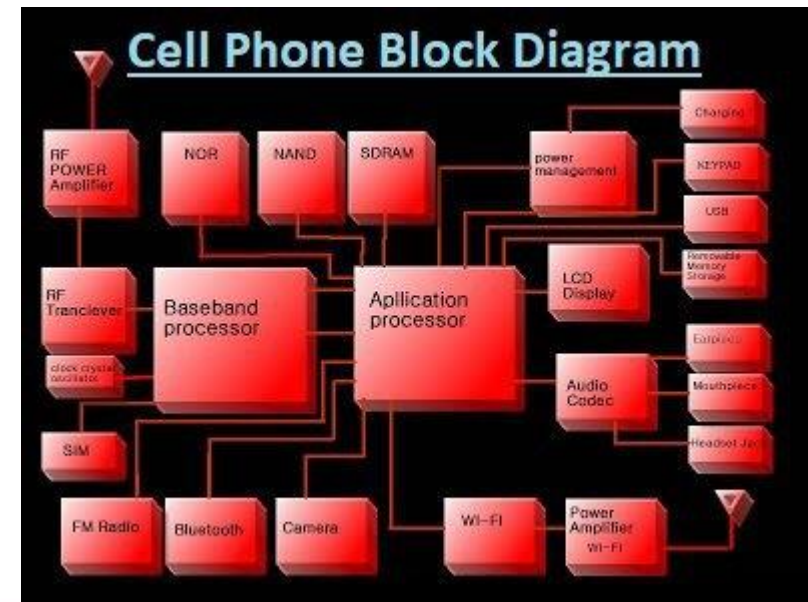 Cell Phone Block Diagram
Charging
RF
POWER
Amplifier
NOR
NAND
SDRAM
power
management
KEYPAD
USB
RF
Tranciever
Baseband
processor
Apllication
processor
LCD
Display
Removable
Memory
Storage
clock crystal
oscillator
Audio
Codec
Earpiece
Mouthpiece
SIM
Headset Jack
FM Radio
Bluetooth
Camera
WI-FI
Power
Amplifier
WI-FI